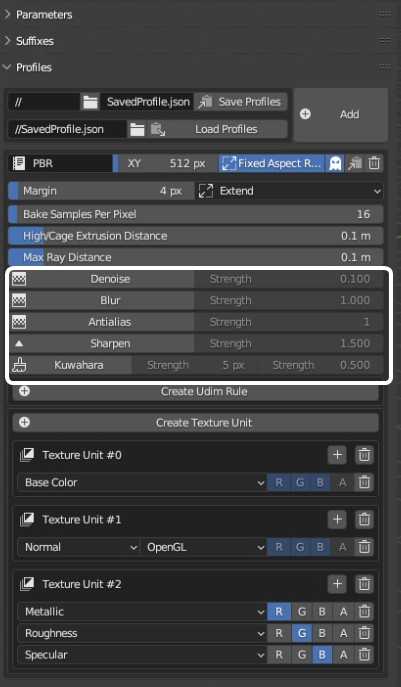 Parameters
Suffixes
Profiles
// SavedProfile.json Save Profiles
Add
//SavedProfile.json Load Profiles
PBR XY 512 px Fixed Aspect R...
Margin 4 px Extend
Bake Samples Per Pixel 16
High/Cage Extrusion Distance 0.1 m
Max Ray Distance 0.1 m
Denoise Strength 0.100
Blur Strength 1.000
Antialias Strength 1
Sharpen Strength 1.500
Kuwahara Strength 5 px Strength 0.500
Create Udim Rule
Create Texture Unit
Texture Unit #0
Base Color R G B A
Texture Unit #1
Normal OpenGL R G B A
Texture Unit #2
Metallic R G B A
Roughness R G B A
Specular R G B A